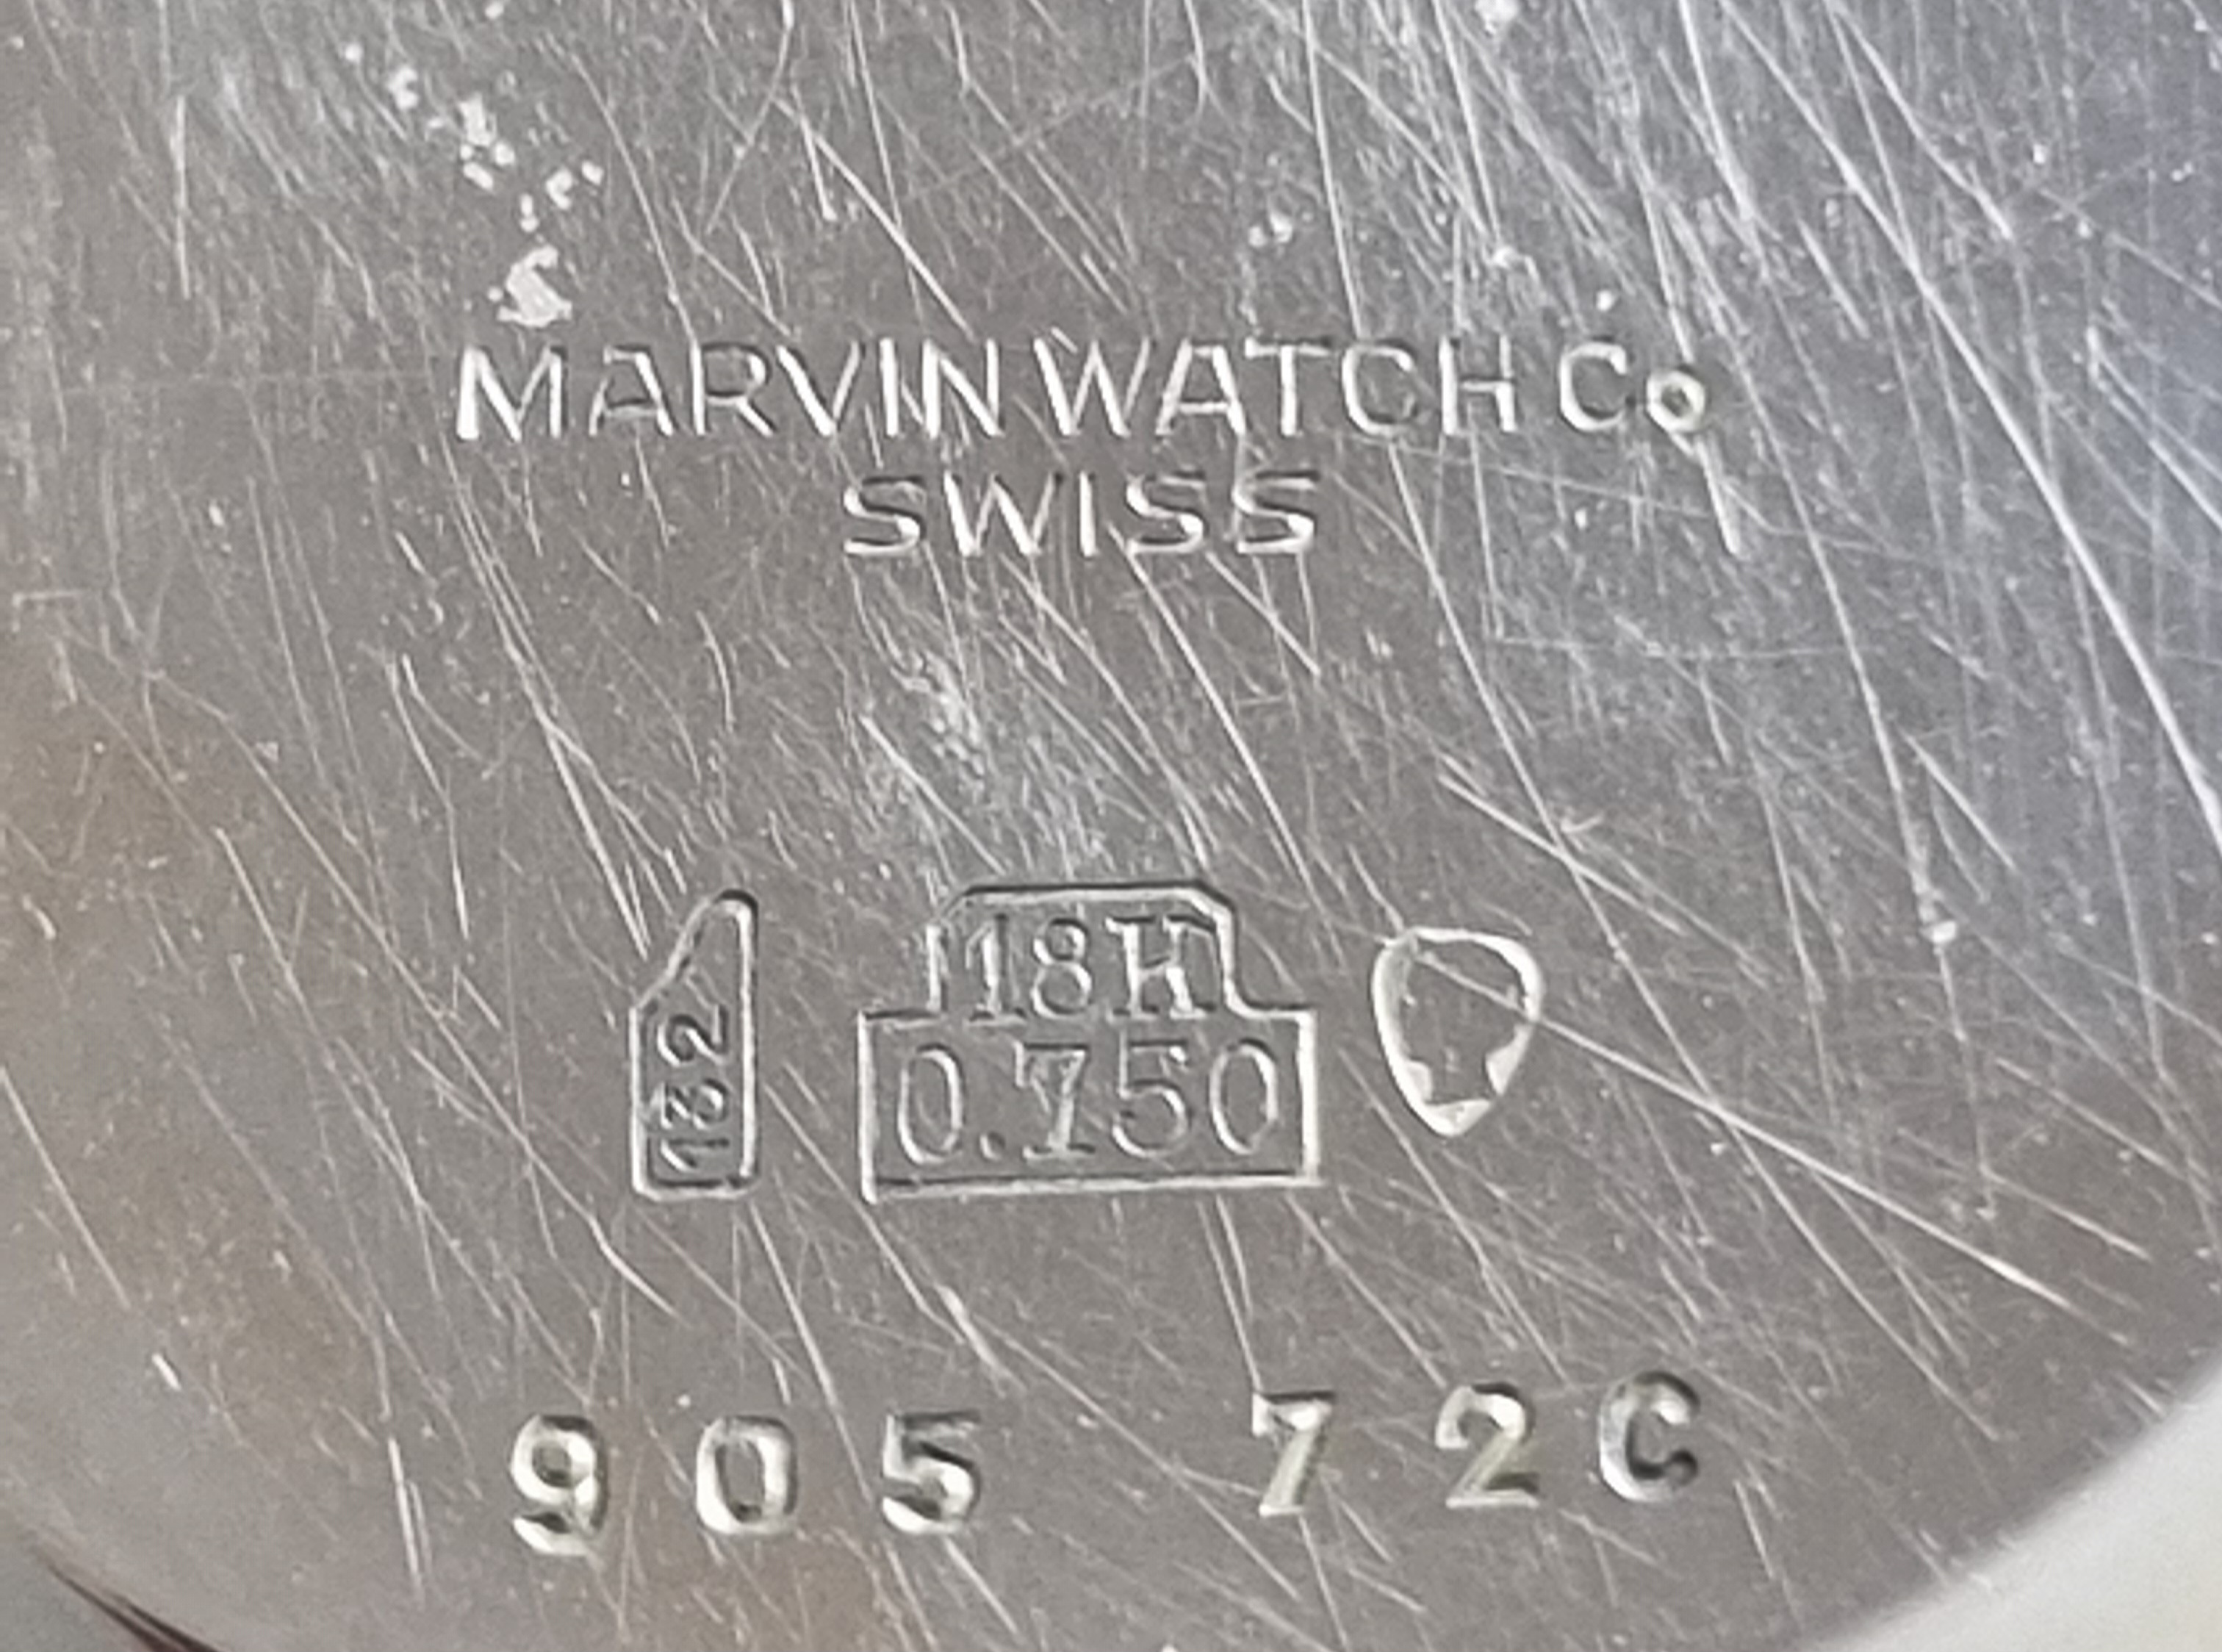 MARVIN WATCH Co
SWISS
132
18K
0.750
905 72C